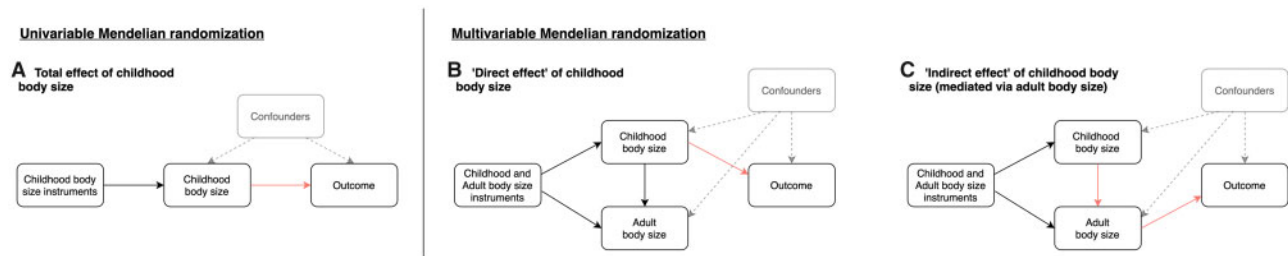 Univariable Mendelian randomization
A Total effect of childhood
body size
Confounders
Childhood body
size instruments
Childhood
body size
Outcome
Multivariable Mendelian randomization
B 'Direct effect' of childhood
body size
Confounders
Childhood
body size
Childhood and
Adult body size
instruments
Outcome
Adult
body size
C 'Indirect effect' of childhood body
size (mediated via adult body size)
Confounders
Childhood
body size
Childhood and
Adult body size
instruments
Outcome
Adult
body size